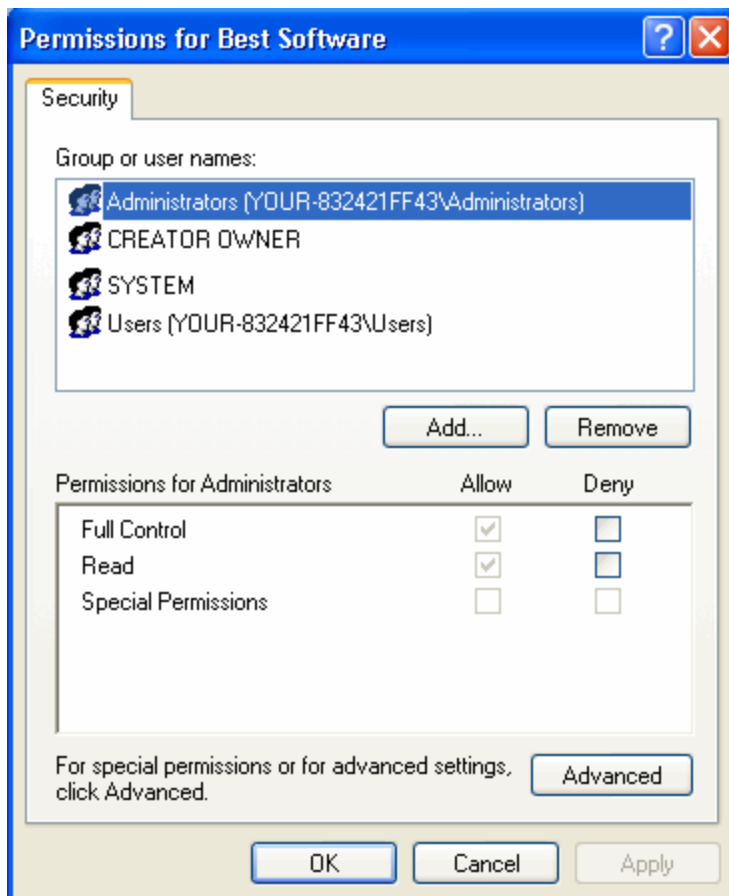 Permissions for Best Software
Security
Group or user names:
Administrators (YOUR-832421FF43\Administrators)
CREATOR OWNER
SYSTEM
Users (YOUR-832421FF43\Users)
Add... Remove
Permissions for Administrators Allow Deny
Full Control
Read
Special Permissions
For special permissions or for advanced settings,
click Advanced.
Advanced
OK Cancel Apply